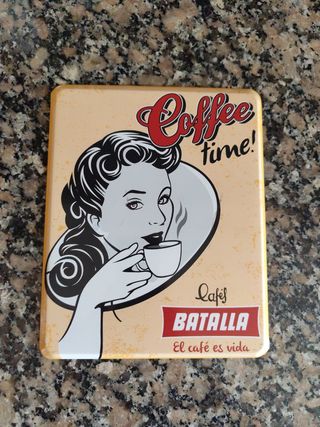 Coffee
time!
Cafés
BATALLA
El café es vida